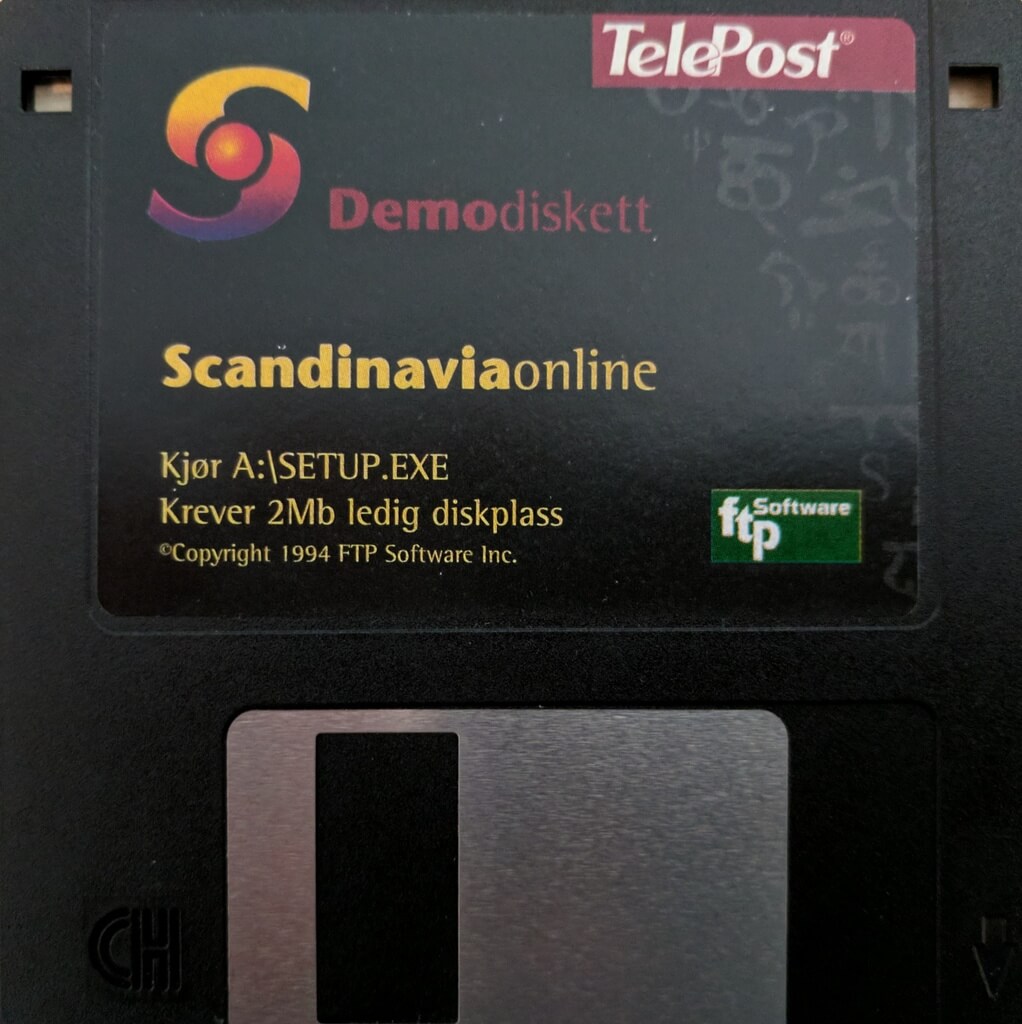 TelePost®
Demodiskett
Scandinaviaonline
Kjør A:\SETUP.EXE
Krever 2Mb ledig diskplass
©Copyright 1994 FTP Software Inc.
ftp Software